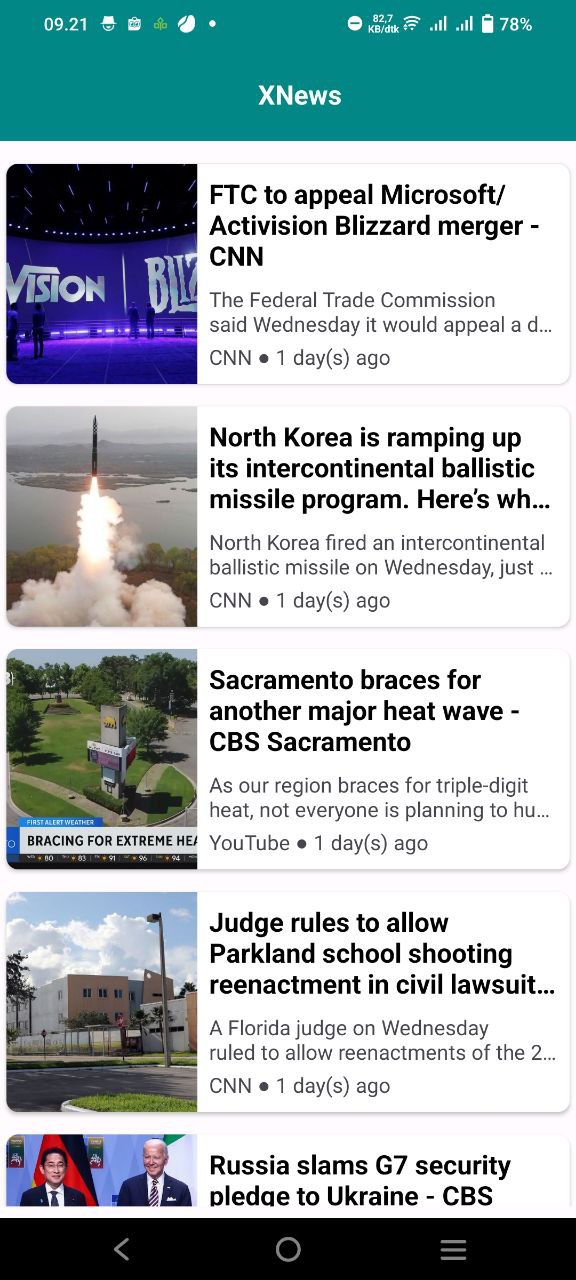 09.21
82,7
KB/dtk
78%
XNews
VISION
BLIZ
FTC to appeal Microsoft/
Activision Blizzard merger -
CNN
The Federal Trade Commission
said Wednesday it would appeal a d...
CNN ● 1 day(s) ago
North Korea is ramping up
its intercontinental ballistic
missile program. Here’s wh...
North Korea fired an intercontinental
ballistic missile on Wednesday, just ...
CNN ● 1 day(s) ago
FIRST ALERT WEATHER
BRACING FOR EXTREME HEA
80 83 91 96 94
Sacramento braces for
another major heat wave -
CBS Sacramento
As our region braces for triple-digit
heat, not everyone is planning to hu...
YouTube ● 1 day(s) ago
Judge rules to allow
Parkland school shooting
reenactment in civil lawsuit...
A Florida judge on Wednesday
ruled to allow reenactments of the 2...
CNN ● 1 day(s) ago
Russia slams G7 security
pledge to Ukraine - CBS